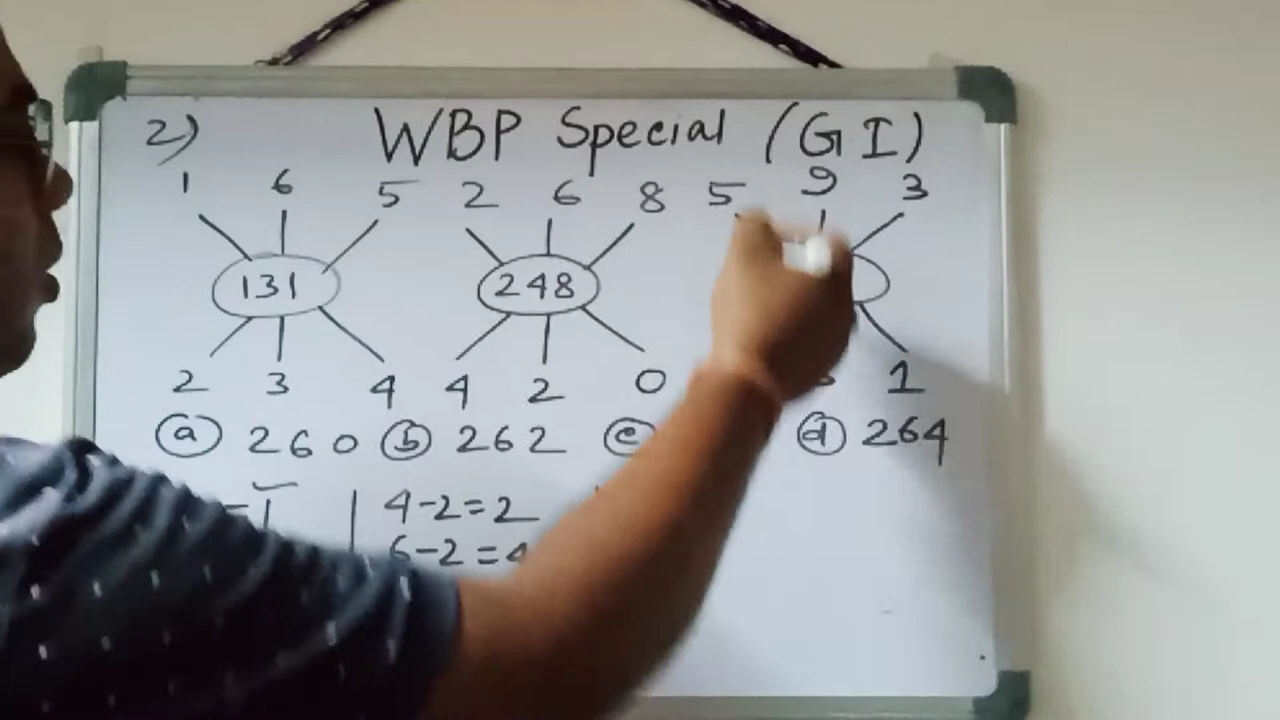 2) WBP Special (GI)
1 6 5 2 6 8 5 9 3
131 248
2 3 4 4 2 0 1
(a) 260 (b) 262 (c) (d) 264
4-2=2
6-2=4